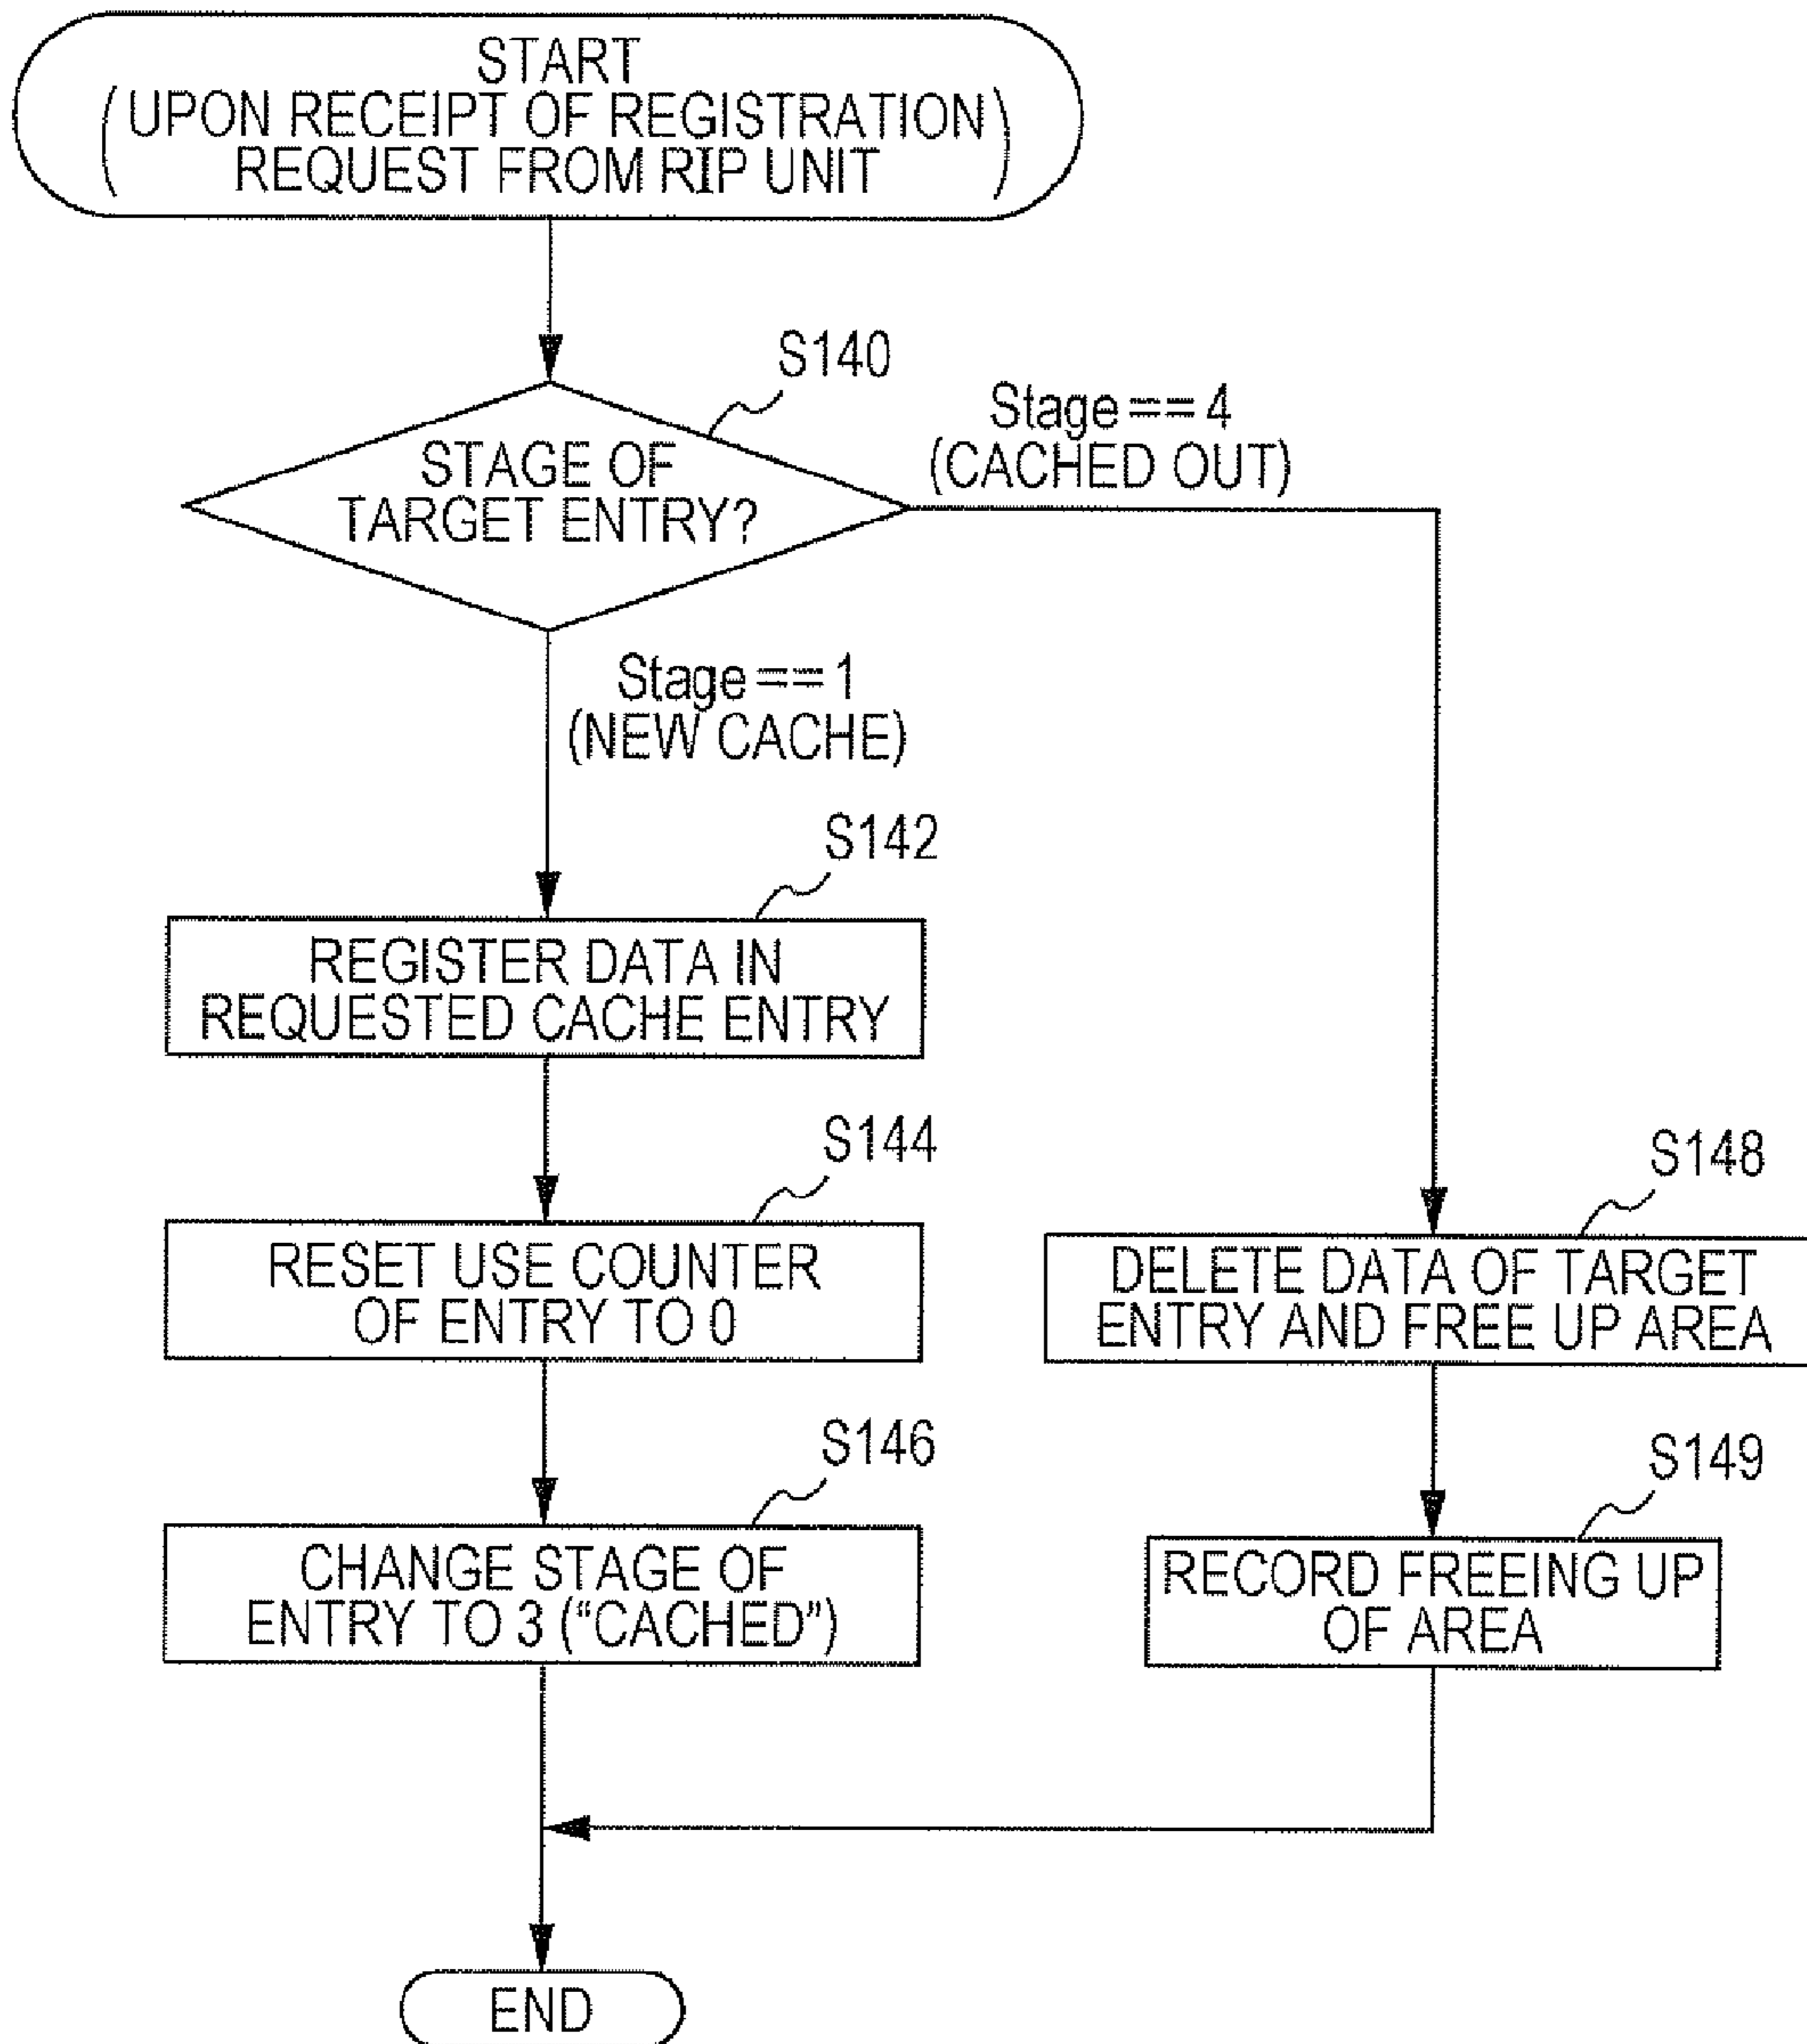 START
(UPON RECEIPT OF REGISTRATION
REQUEST FROM RIP UNIT)
S140
STAGE OF
TARGET ENTRY?
Stage == 4
(CACHED OUT)
Stage == 1
(NEW CACHE)
S142
REGISTER DATA IN
REQUESTED CACHE ENTRY
S144
RESET USE COUNTER
OF ENTRY TO 0
S146
CHANGE STAGE OF
ENTRY TO 3 (“CACHED”)
S148
DELETE DATA OF TARGET
ENTRY AND FREE UP AREA
S149
RECORD FREEING UP
OF AREA
END